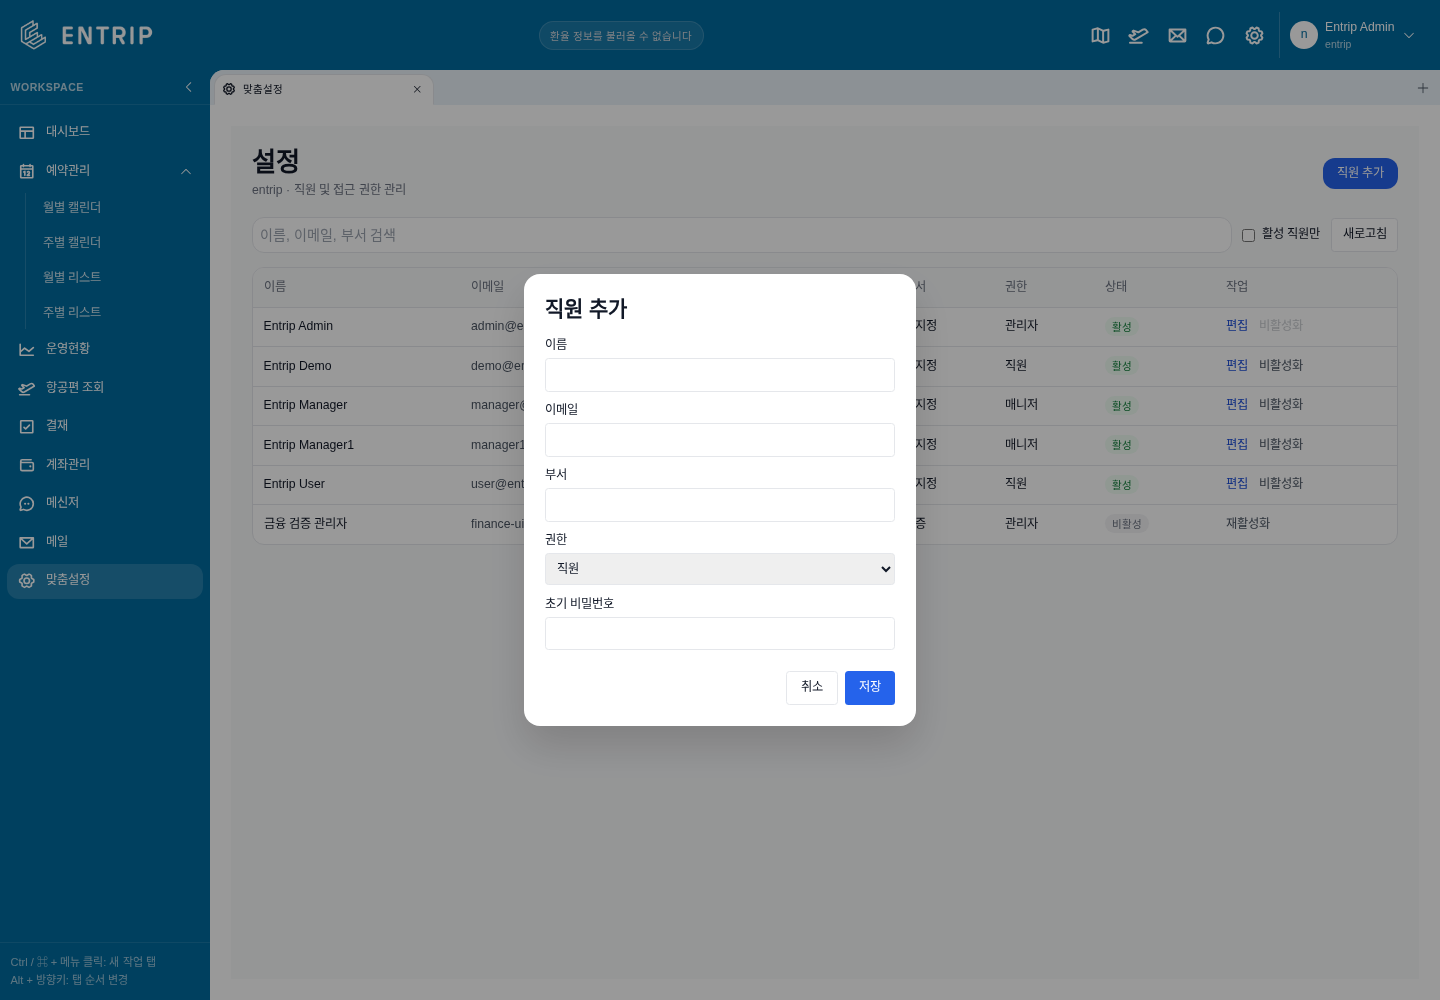 ENTRIP
환율 정보를 불러올 수 없습니다
n
Entrip Admin
entrip
WORKSPACE
맞춤설정
대시보드
예약관리
월별 캘린더
주별 캘린더
월별 리스트
주별 리스트
운영현황
항공편 조회
결재
계좌관리
메신저
메일
맞춤설정
Ctrl / ⌘ + 메뉴 클릭: 새 작업 탭
Alt + 방향키: 탭 순서 변경
설정
entrip · 직원 및 접근 권한 관리
직원 추가
이름, 이메일, 부서 검색
활성 직원만
새로고침
이름 이메일 서 권한 상태 작업
Entrip Admin admin@e 지정 관리자 활성 편집 비활성화
Entrip Demo demo@en 지정 직원 활성 편집 비활성화
Entrip Manager manager@ 지정 매니저 활성 편집 비활성화
Entrip Manager1 manager1 지정 매니저 활성 편집 비활성화
Entrip User user@ent 지정 직원 활성 편집 비활성화
금융 검증 관리자 finance-ui 증 관리자 비활성 재활성화
직원 추가
이름
이메일
부서
권한
직원
초기 비밀번호
취소
저장